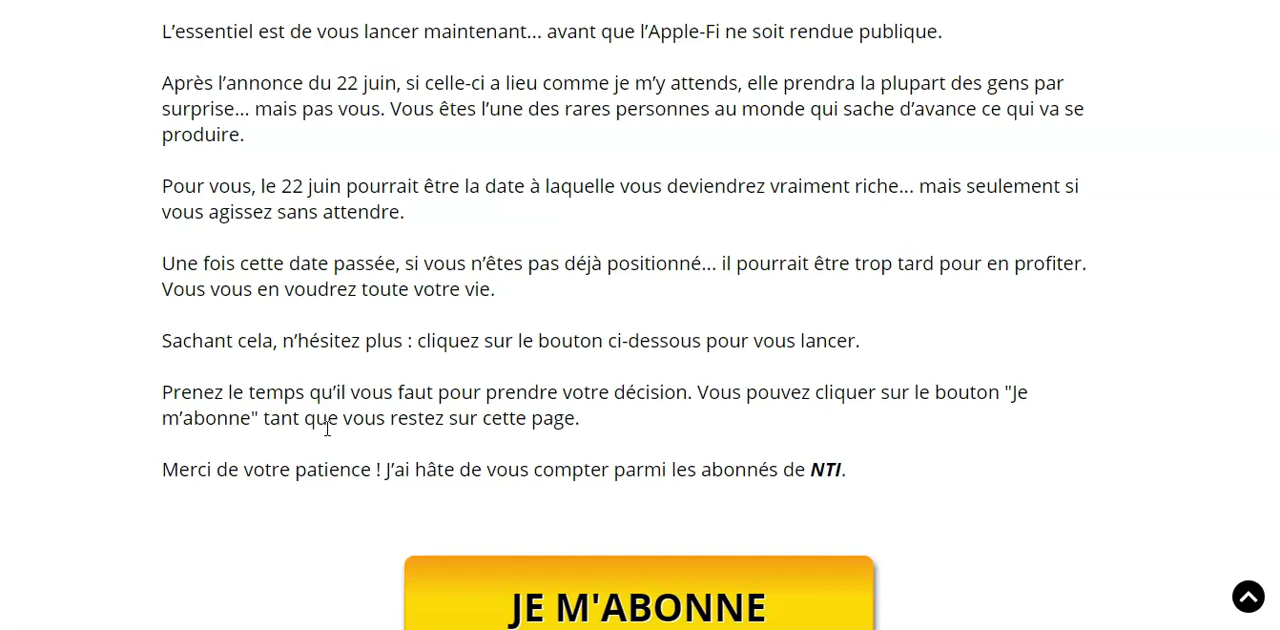 L’essentiel est de vous lancer maintenant... avant que l’Apple-Fi ne soit rendue publique.
Après l’annonce du 22 juin, si celle-ci a lieu comme je m’y attends, elle prendra la plupart des gens par
surprise... mais pas vous. Vous êtes l’une des rares personnes au monde qui sache d’avance ce qui va se
produire.
Pour vous, le 22 juin pourrait être la date à laquelle vous deviendrez vraiment riche... mais seulement si
vous agissez sans attendre.
Une fois cette date passée, si vous n’êtes pas déjà positionné... il pourrait être trop tard pour en profiter.
Vous vous en voudrez toute votre vie.
Sachant cela, n’hésitez plus : cliquez sur le bouton ci-dessous pour vous lancer.
Prenez le temps qu’il vous faut pour prendre votre décision. Vous pouvez cliquer sur le bouton "Je
m’abonne" tant que vous restez sur cette page.
Merci de votre patience ! J’ai hâte de vous compter parmi les abonnés de NTI.
JE M'ABONNE